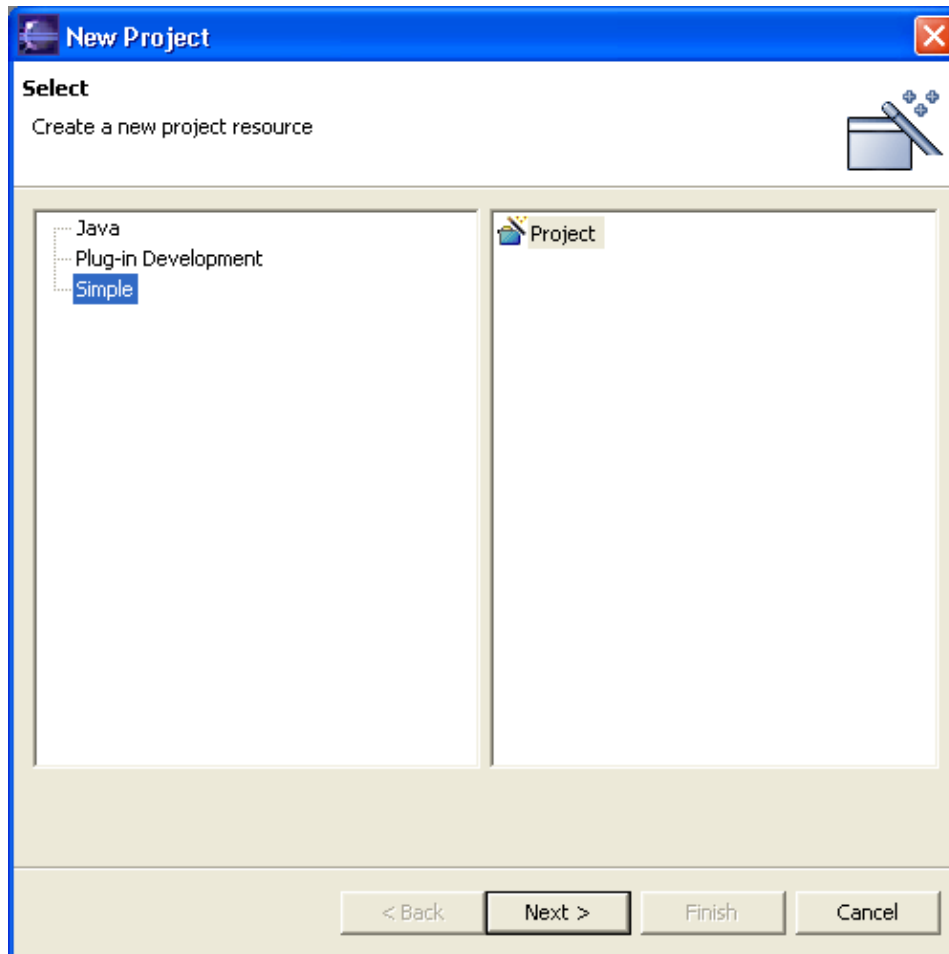 New Project
Select
Create a new project resource
Java
Plug-in Development
Simple
Project
< Back
Next >
Finish
Cancel